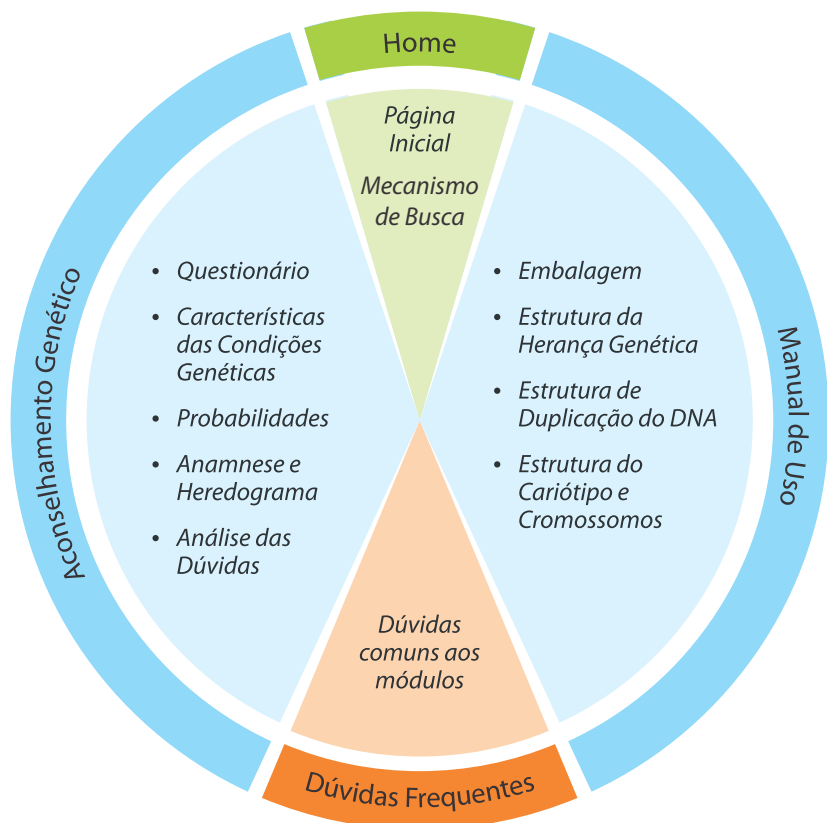 Home
Página
Inicial
Mecanismo
de Busca
Aconselhamento Genético
• Questionário
• Características
das Condições
Genéticas
• Probabilidades
• Anamnese e
Heredograma
• Análise das
Dúvidas
• Embalagem
• Estrutura da
Herança Genética
• Estrutura de
Duplicação do DNA
• Estrutura do
Cariótipo e
Cromossomos
Manual de Uso
Dúvidas
comuns aos
módulos
Dúvidas Frequentes